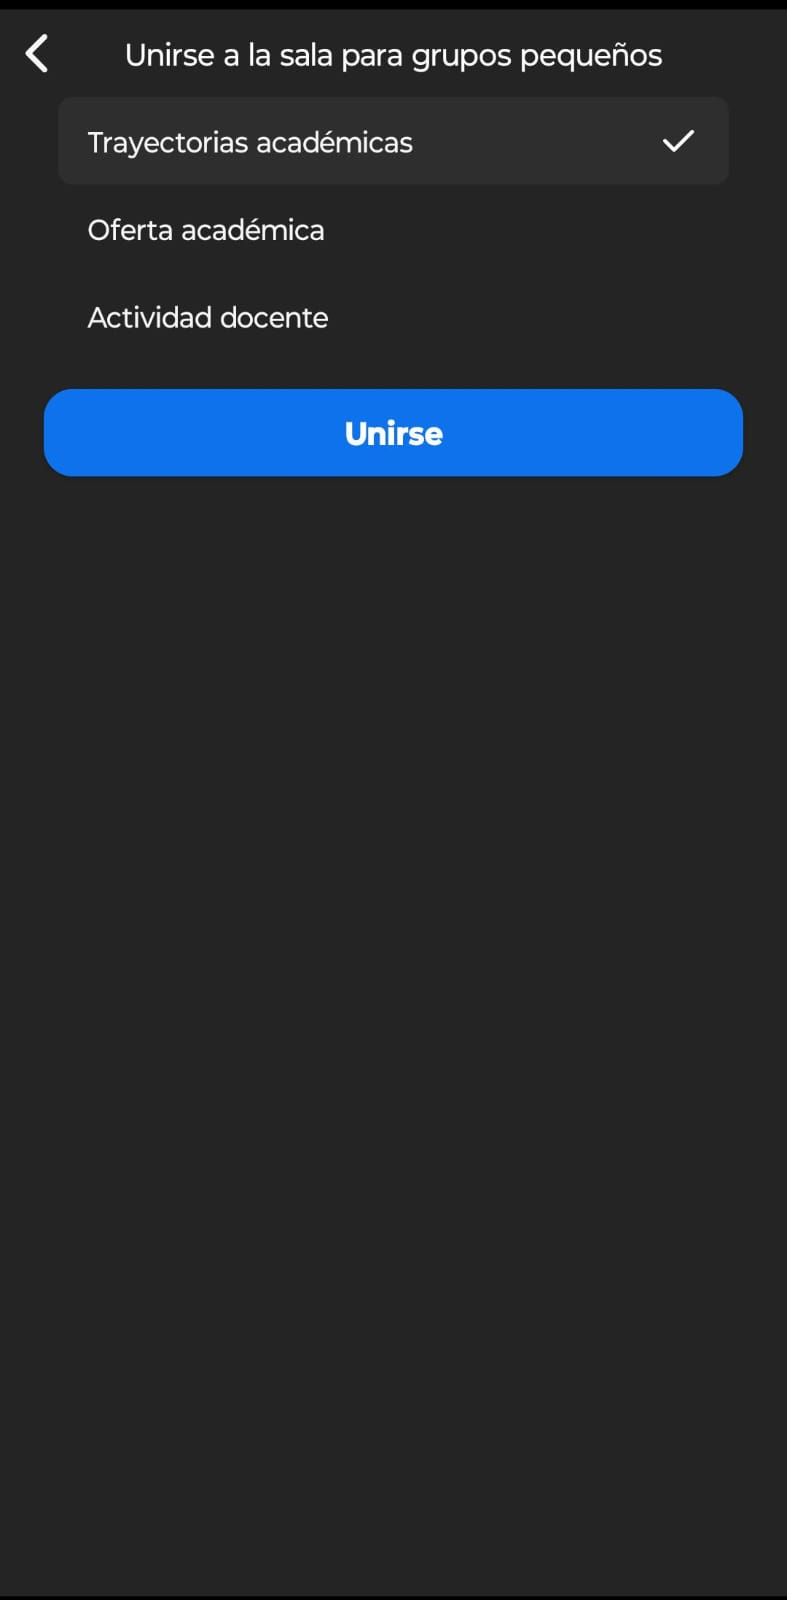 Unirse a la sala para grupos pequeños
Trayectorias académicas
Oferta académica
Actividad docente
Unirse